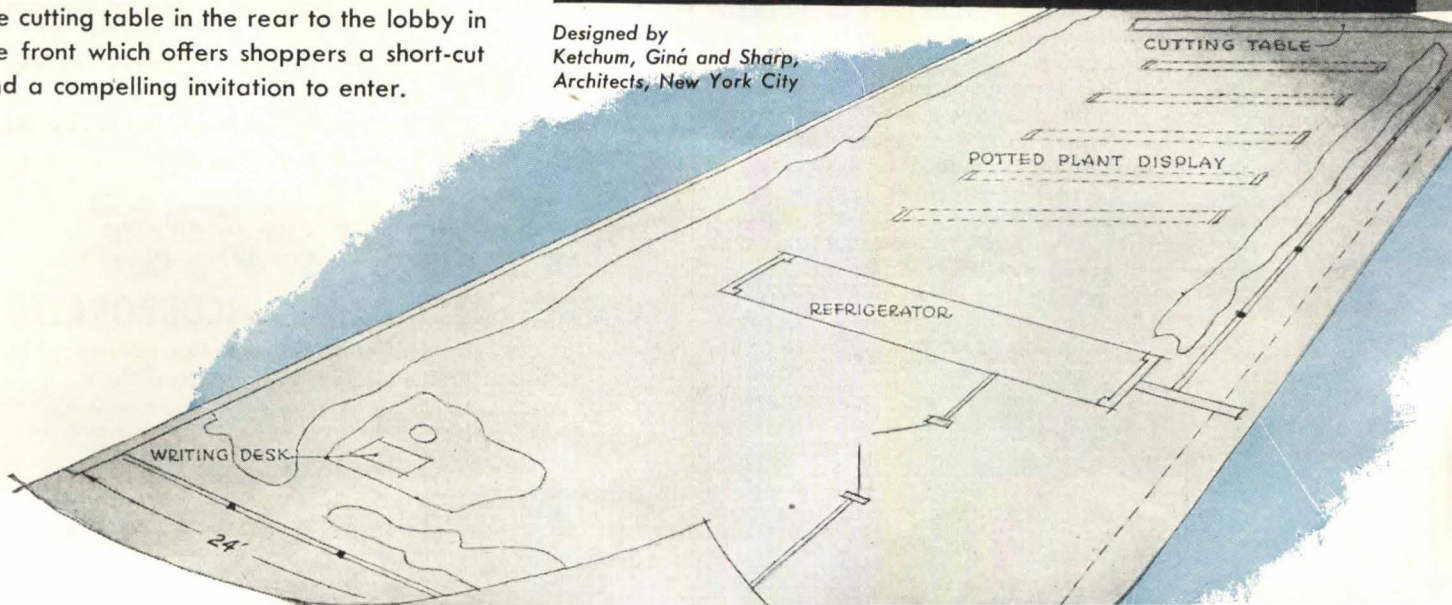 cutting table in the rear to the lobby in
front which offers shoppers a short-cut
a compelling invitation to enter.
Designed by
Ketchum, Giná and Sharp,
Architects, New York City
CUTTING TABLE
POTTED PLANT DISPLAY
REFRIGERATOR
WRITING DESK
24'